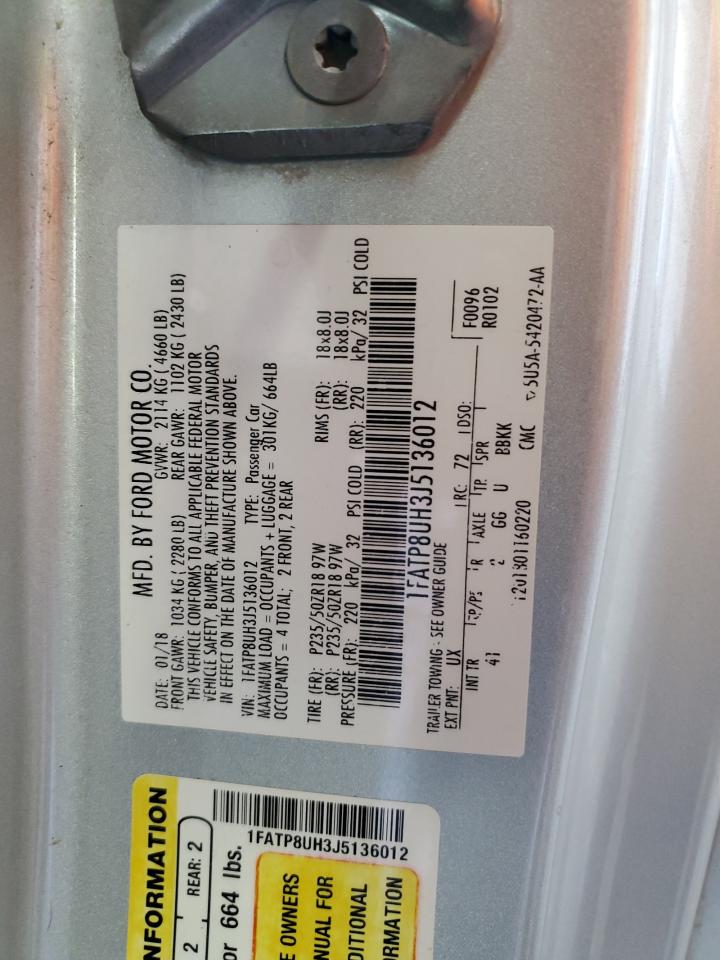 MFD. BY FORD MOTOR CO.
DATE: 01/18 GVWR: 2114 KG ( 4660 LB)
FRONT GAWR: 1034 KG ( 2280 LB) REAR GAWR: 1102 KG ( 2430 LB)
THIS VEHICLE CONFORMS TO ALL APPLICABLE FEDERAL MOTOR
VEHICLE SAFETY, BUMPER, AND THEFT PREVENTION STANDARDS
IN EFFECT ON THE DATE OF MANUFACTURE SHOWN ABOVE.
VIN: 1FATP8UH3J5136012 TYPE: Passenger Car
MAXIMUM LOAD = OCCUPANTS + LUGGAGE = 301KG/ 664LB
OCCUPANTS = 4 TOTAL; 2 FRONT, 2 REAR
TIRE (FR): P235/50ZR18 97W RIMS (FR): 18x8.0J
(RR): P235/50ZR18 97W (RR): 18x8.0J
PRESSURE (FR): 220 kPa/ 32 PSI COLD (RR): 220 kPa/ 32 PSI COLD
1FATP8UH3J5136012
TRAILER TOWING - SEE OWNER GUIDE
EXT PNT: UX RC: 72 DSO: F0096
R0102
INT TR TP/PS R AXLE TP SPR
41 2 GG U BBKK
CMC
5U5A-5420472-AA
NFORMATION
2 REAR: 2
or 664 lbs.
1FATP8UH3J5136012
E OWNERS
NUAL FOR
DITIONAL
RMATION